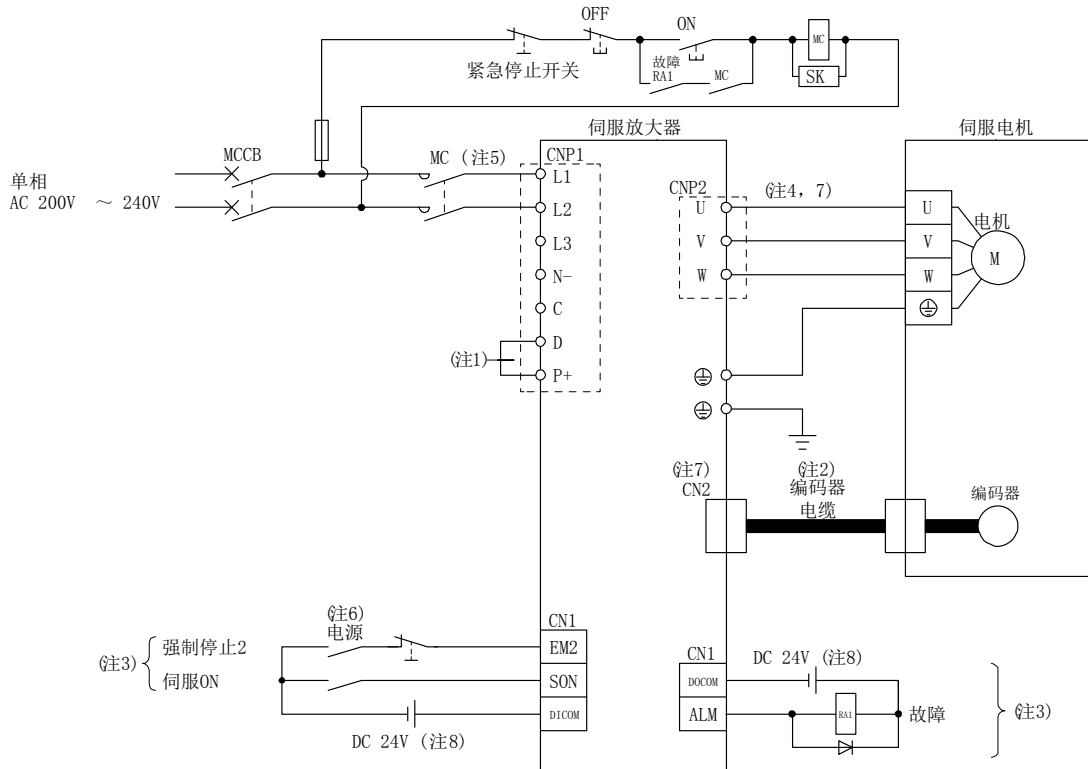 OFF
ON
MC
紧急停止开关
故障
RA1
MC
SK
伺服放大器
伺服电机
MCCB
MC (注5)
CNP1
单相
AC 200V ～ 240V
L1
L2
L3
N-
C
D
P+
(注1)
CNP2
(注4, 7)
U
V
W
U
V
W
电机
M
(注7)
CN2
(注2)
编码器
电缆
编码器
(注6)
电源
CN1
(注3)
强制停止2
伺服ON
EM2
SON
DICOM
DC 24V (注8)
CN1
DC 24V (注8)
DOCOM
ALM
RA1
故障
(注3)